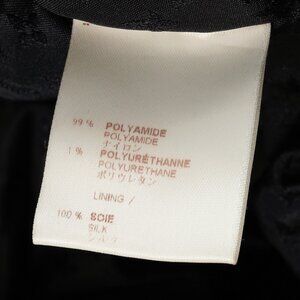 99 % POLYAMIDE
POLYAMIDE
ナイロン
1 % POLYURÉTHANNE
POLYURETHANE
ポリウレタン
LINING /
100 % SOIE
SILK
シルク